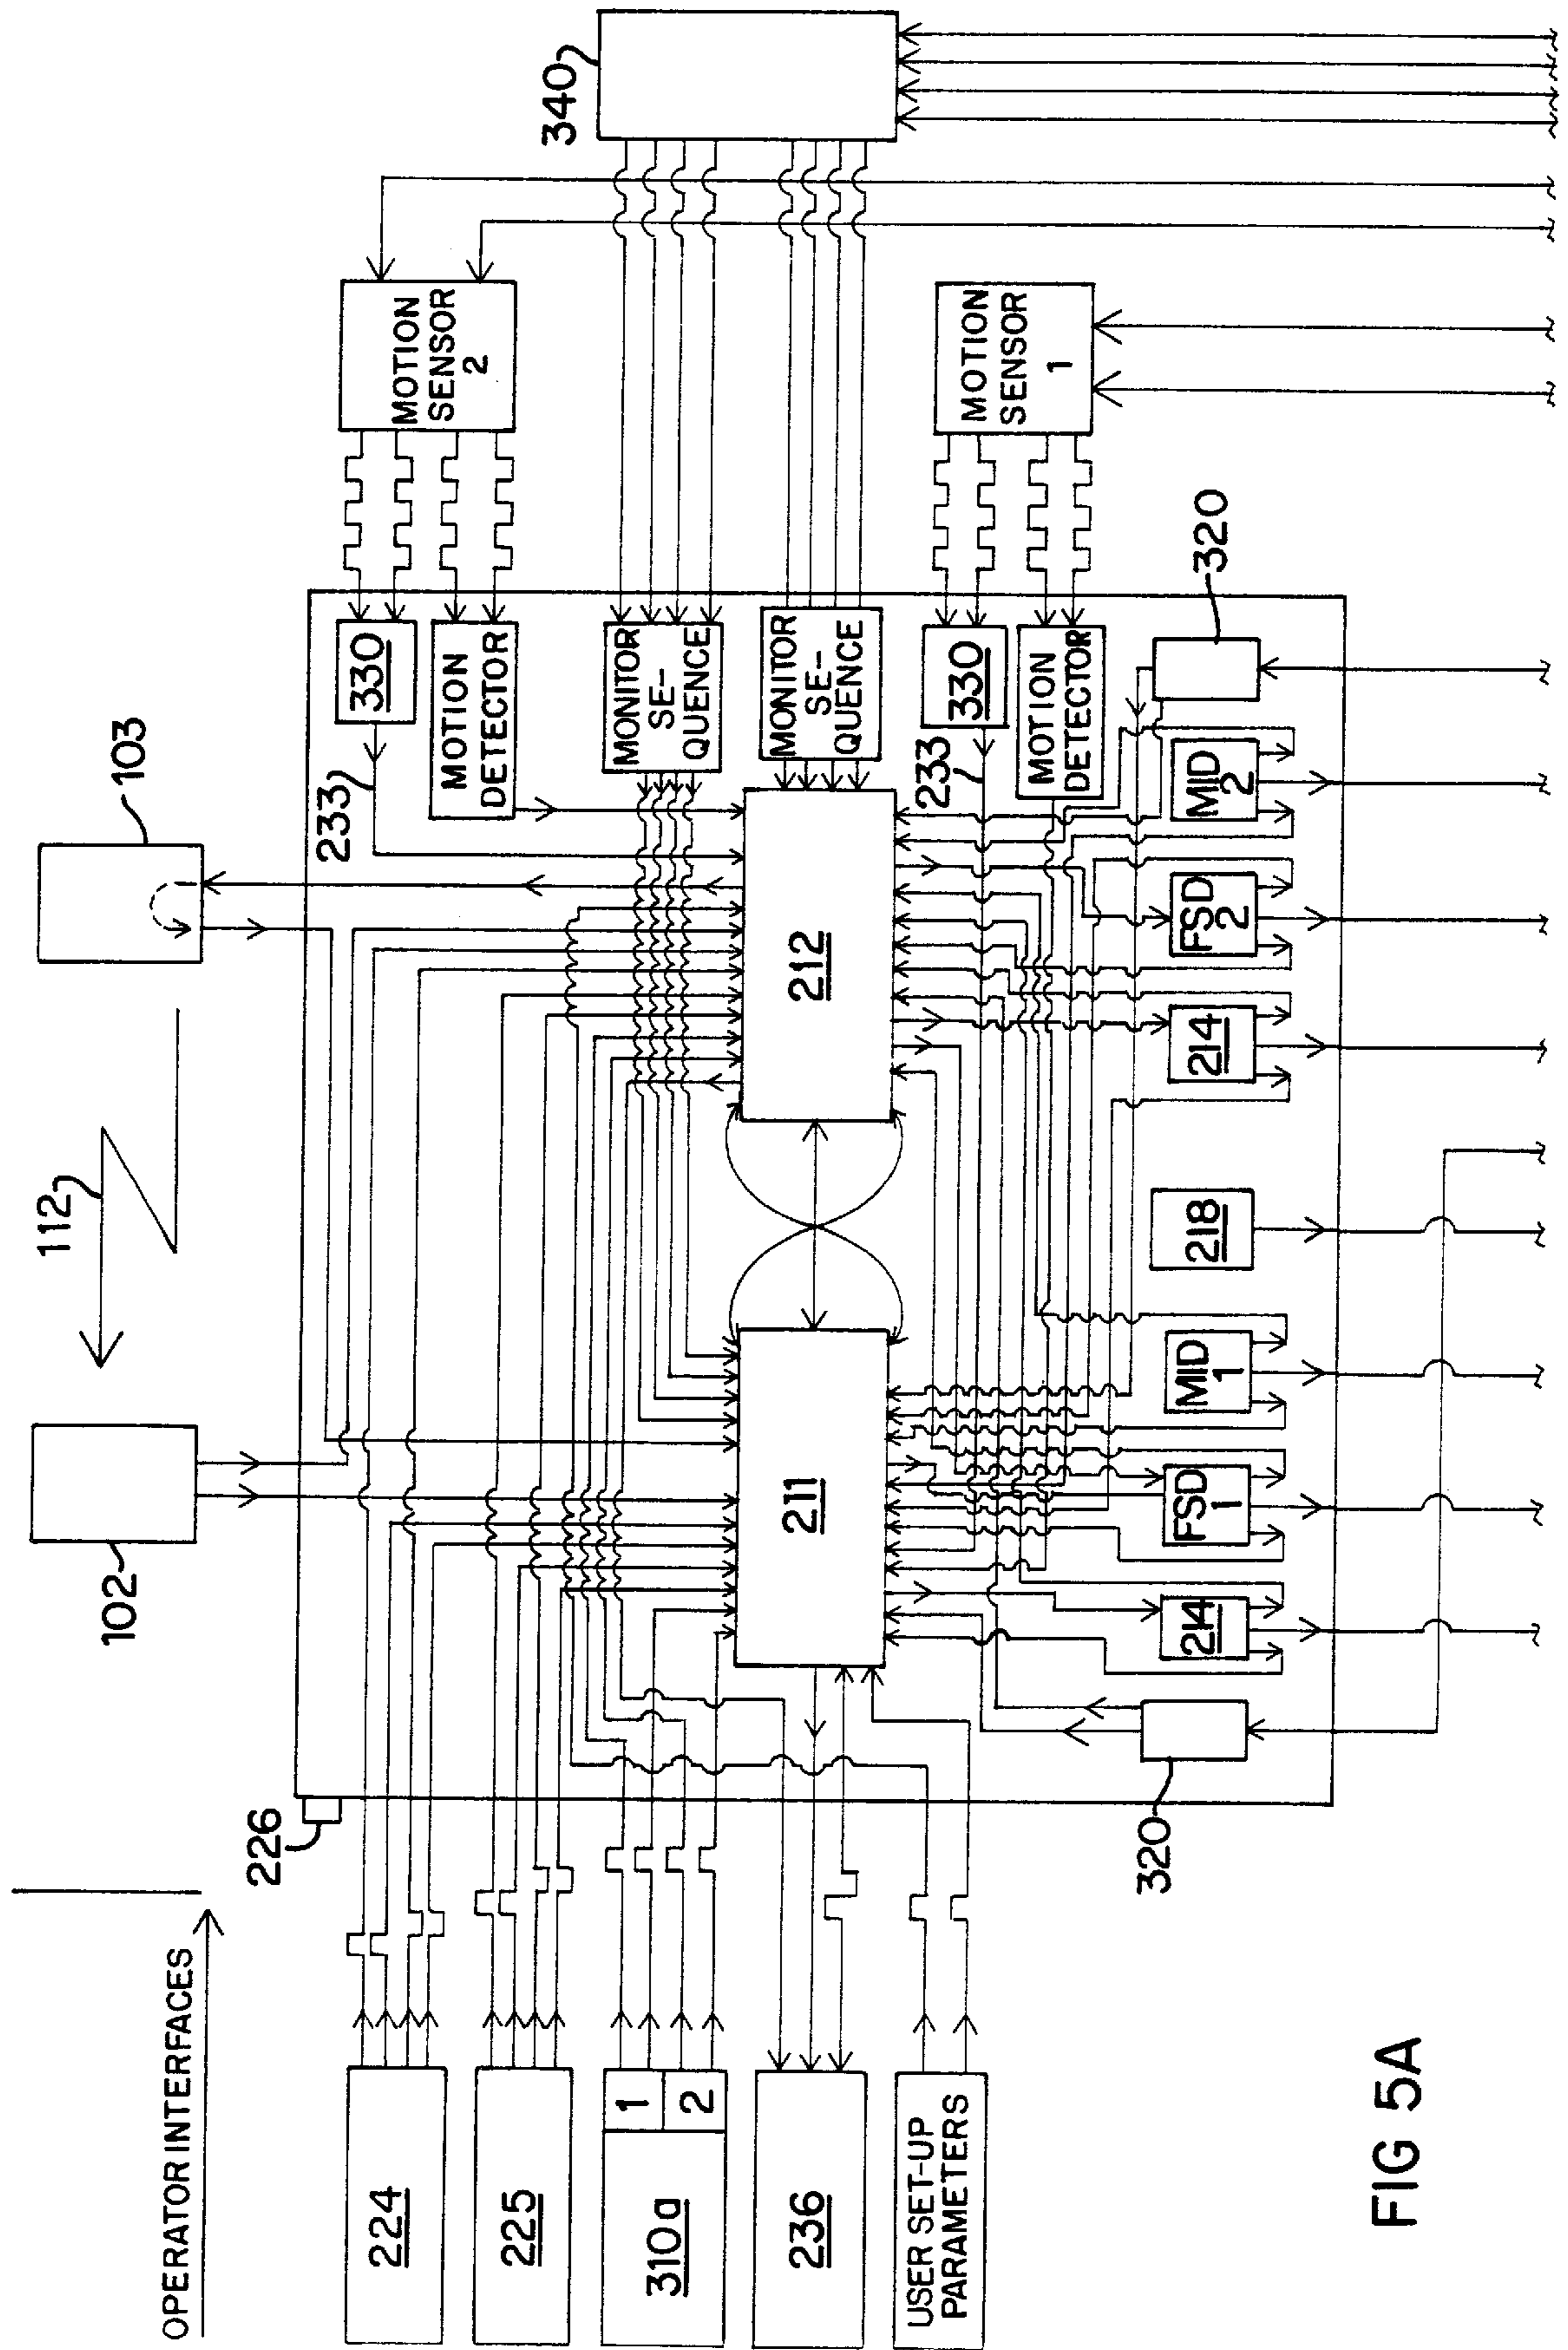 OPERATOR INTERFACES
224
225
310a
1
2
236
USER SET-UP
PARAMETERS
226
102
112
103
233
330
MOTION
DETECTOR
MONITOR
SE-
QUENCE
MONITOR
SE-
QUENCE
233
330
MOTION
DETECTOR
MOTION
SENSOR
2
340
MOTION
SENSOR
1
211
212
320
214
FSD
1
MID
1
218
214
FSD
2
MID
2
320
FIG 5A